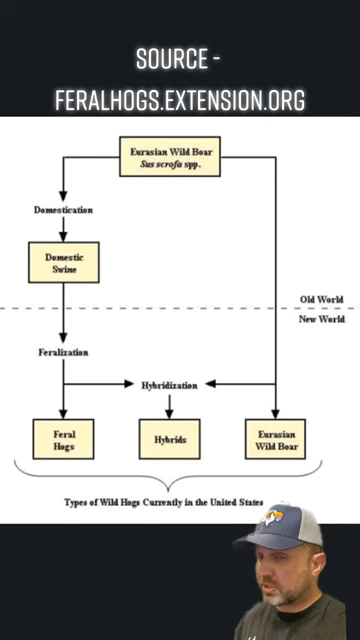 SOURCE -
FERALHOGS.EXTENSION.ORG
Eurasian Wild Boar
Sus scrofa spp.
Domestication
Domestic
Swine
Old World
New World
Feralization
Hybridization
Feral
Hogs
Hybrids
Eurasian
Wild Boar
Types of Wild Hogs Currently in the United States